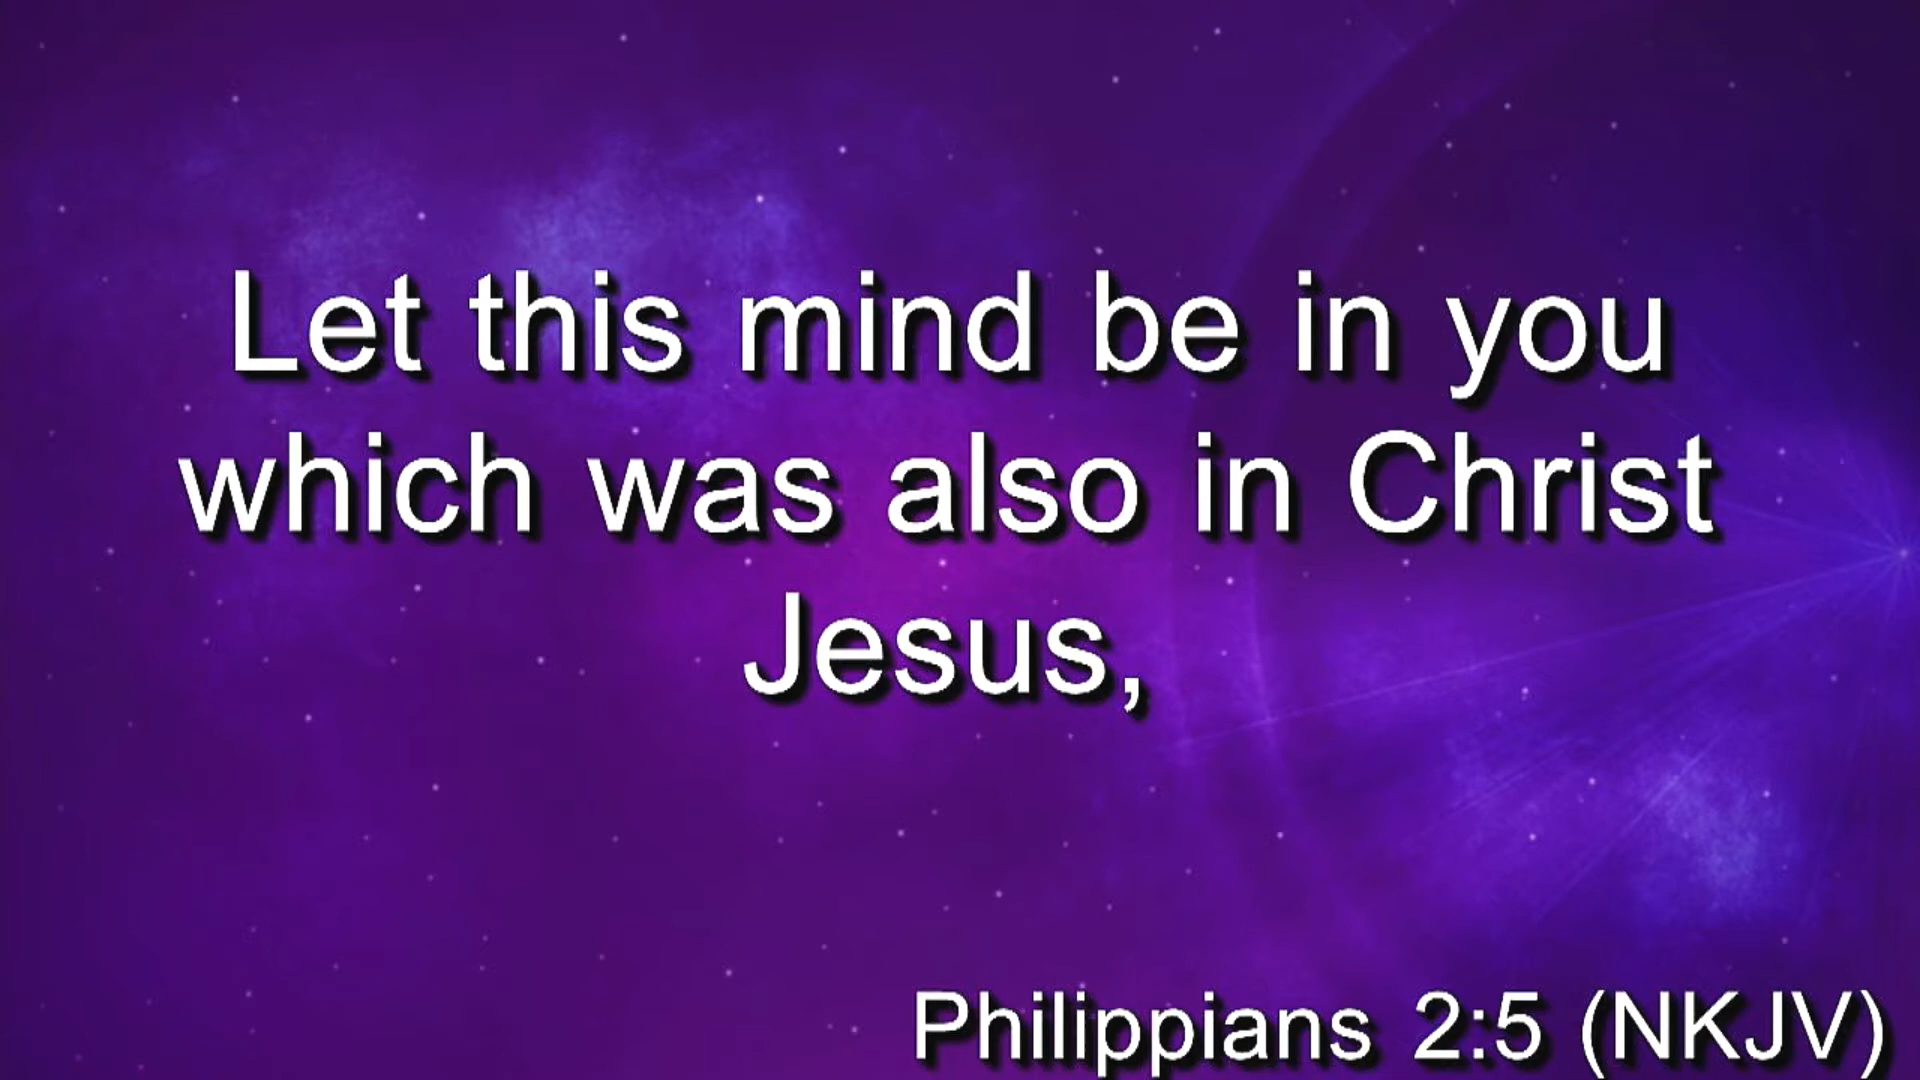 Let this mind be in you
which was also in Christ
Jesus,
Philippians 2:5 (NKJV)